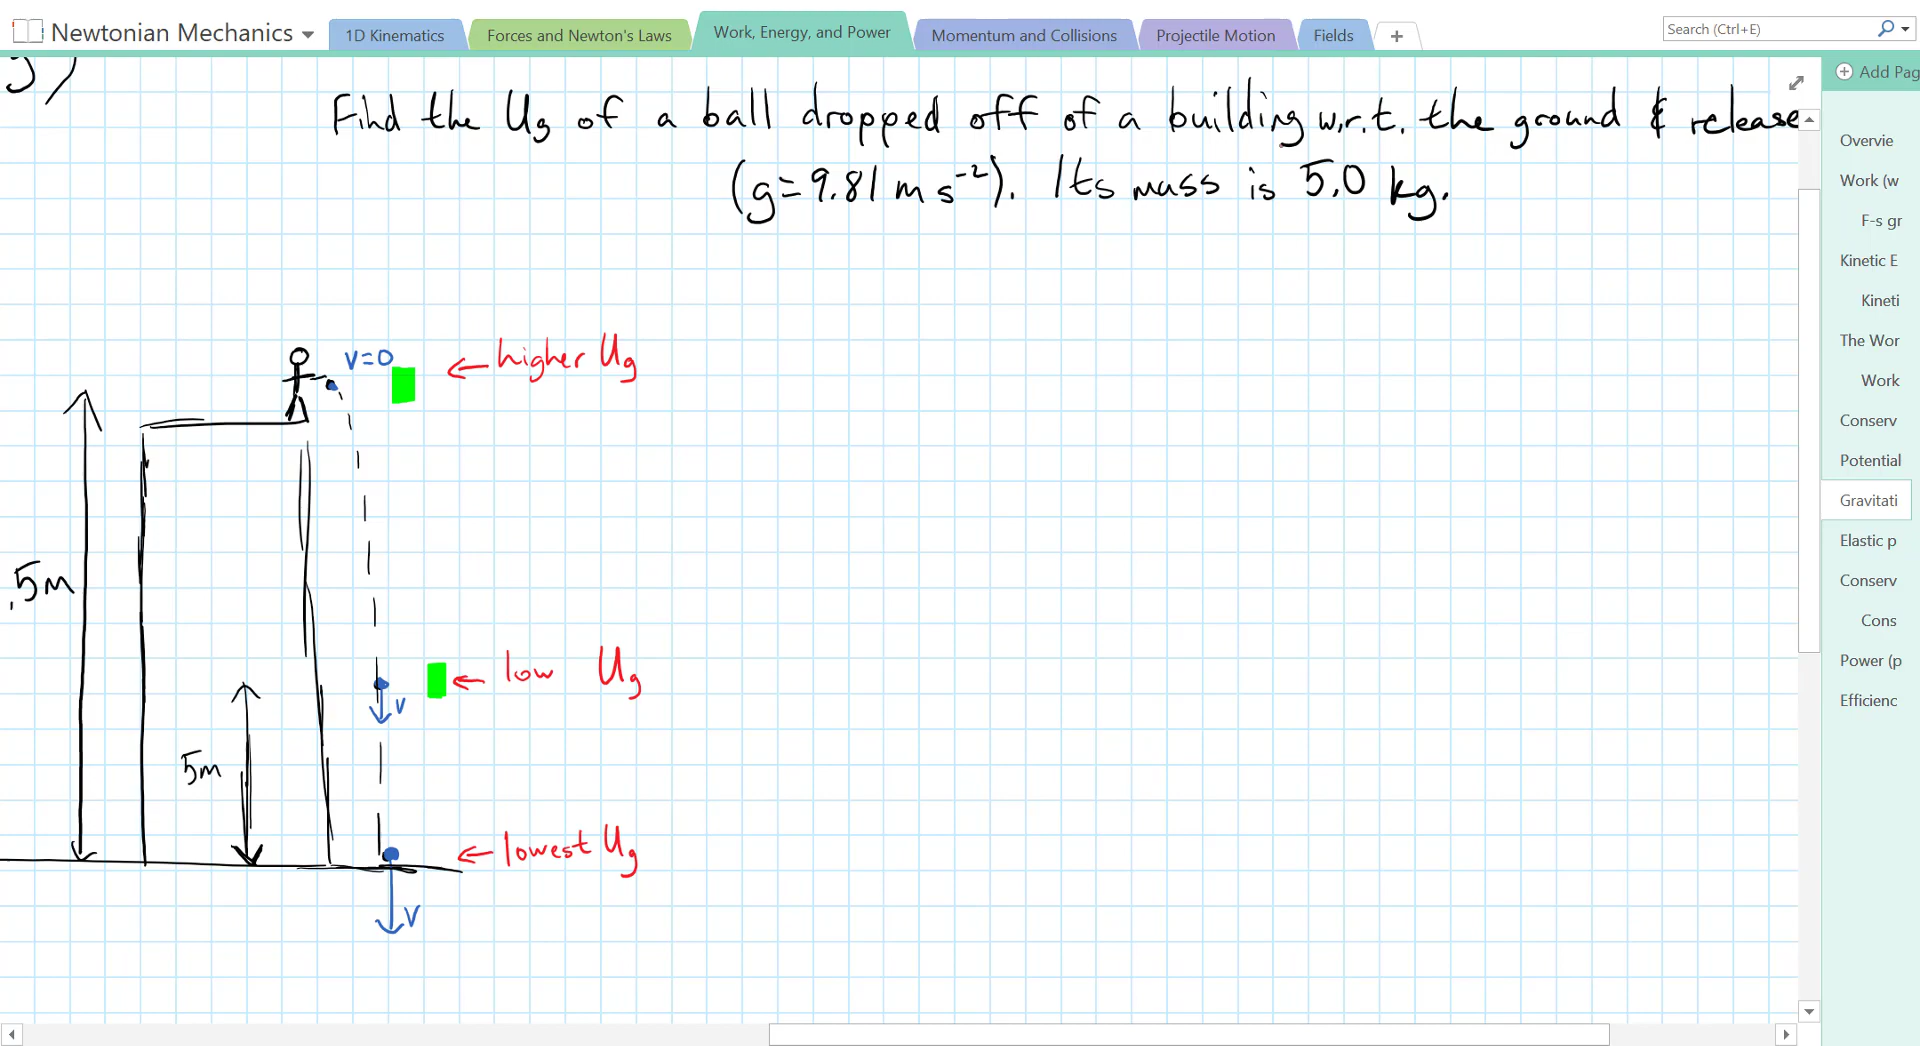 Newtonian Mechanics
1D Kinematics
Forces and Newton's Laws
Work, Energy, and Power
Momentum and Collisions
Projectile Motion
Fields
+
Search (Ctrl+E)
Add Pag
Find the Ug of a ball dropped off of a building w.r.t. the ground & release
(g=9.81 m s⁻²). Its mass is 5.0 kg.
Overvie
Work (w
F-s gr
Kinetic E
Kineti
The Wor
Work
Conserv
Potential
Gravitati
Elastic p
Conserv
Cons
Power (p
Efficienc
v=0
←higher Ug
.5m
← low Ug
v
5m
←lowest Ug
v